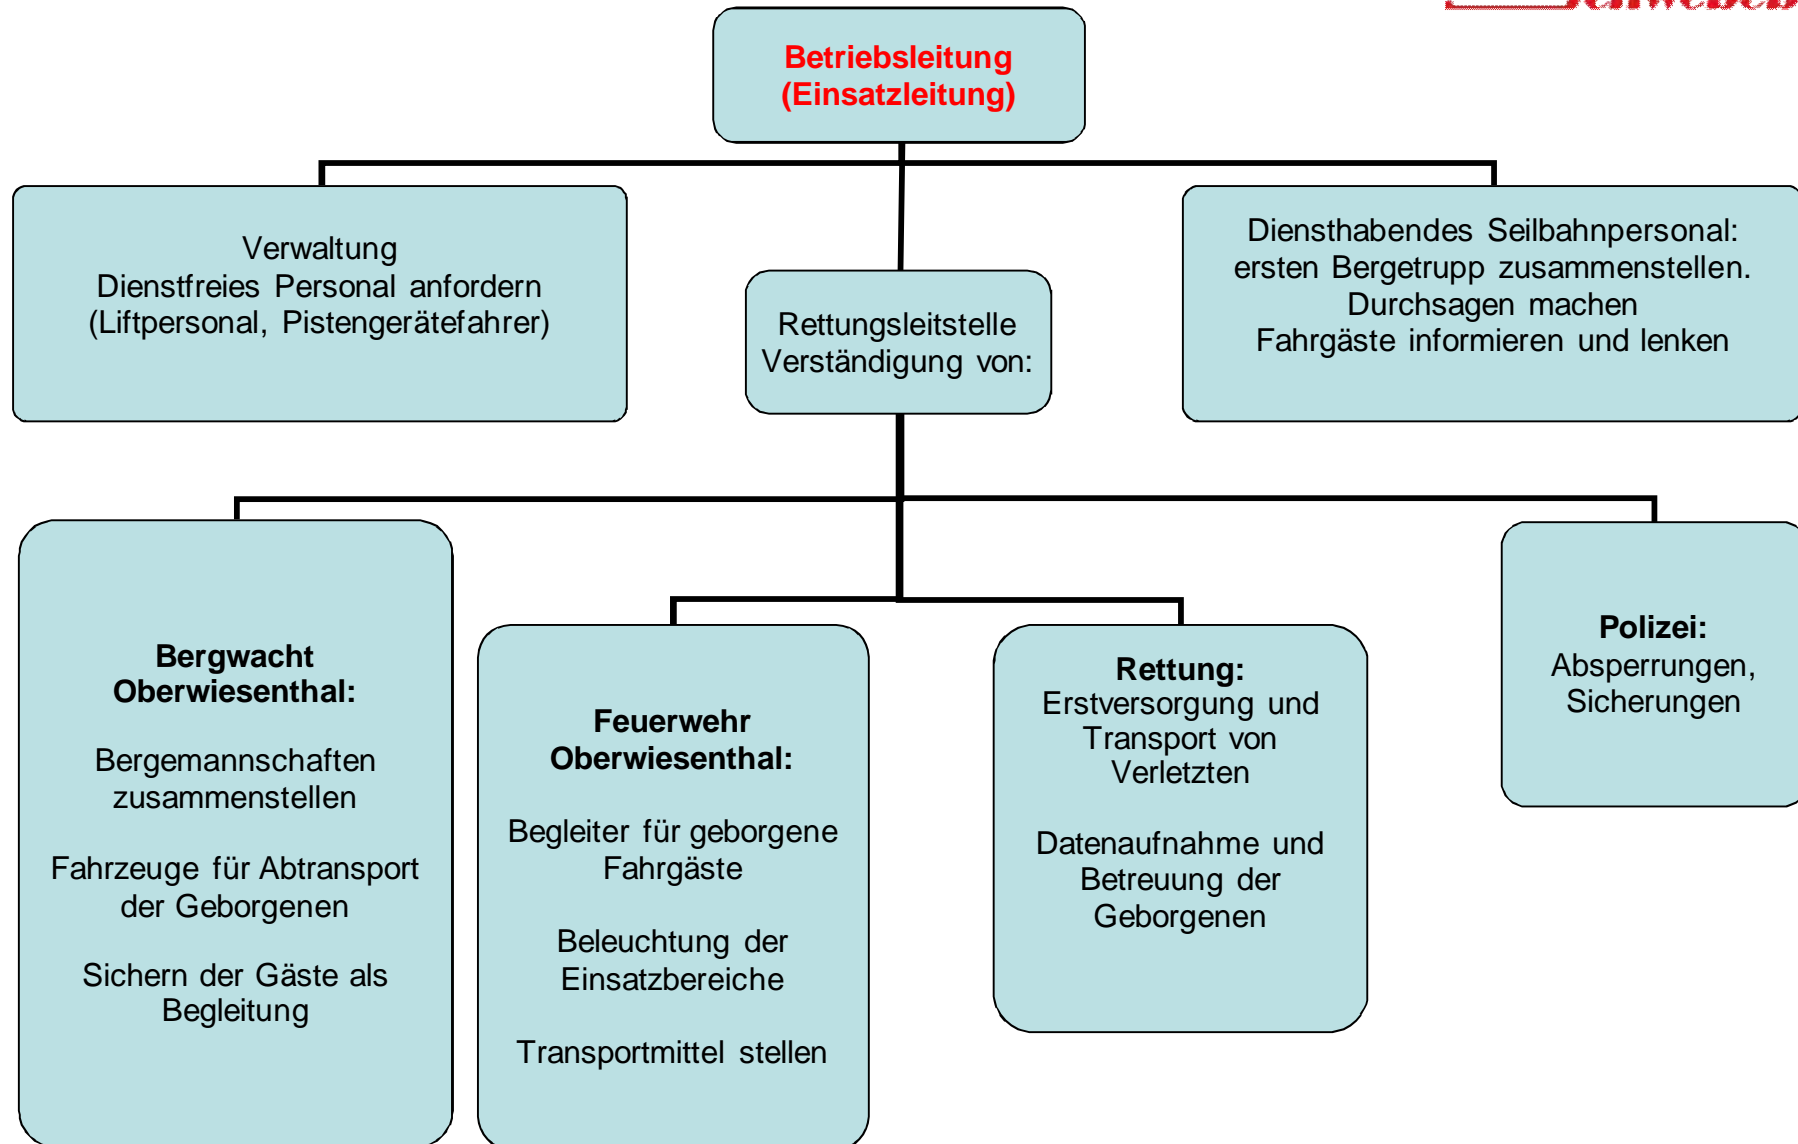 Betriebsleitung
(Einsatzleitung)
Verwaltung
Dienstfreies Personal anfordern
(Liftpersonal, Pistengerätefahrer)
Rettungsleitstelle
Verständigung von:
Diensthabendes Seilbahnpersonal:
ersten Bergetrupp zusammenstellen.
Durchsagen machen
Fahrgäste informieren und lenken
Bergwacht
Oberwiesenthal:
Bergemannschaften
zusammenstellen
Fahrzeuge für Abtransport
der Geborgenen
Sichern der Gäste als
Begleitung
Feuerwehr
Oberwiesenthal:
Begleiter für geborgene
Fahrgäste
Beleuchtung der
Einsatzbereiche
Transportmittel stellen
Rettung:
Erstversorgung und
Transport von
Verletzten
Datenaufnahme und
Betreuung der
Geborgenen
Polizei:
Absperrungen,
Sicherungen